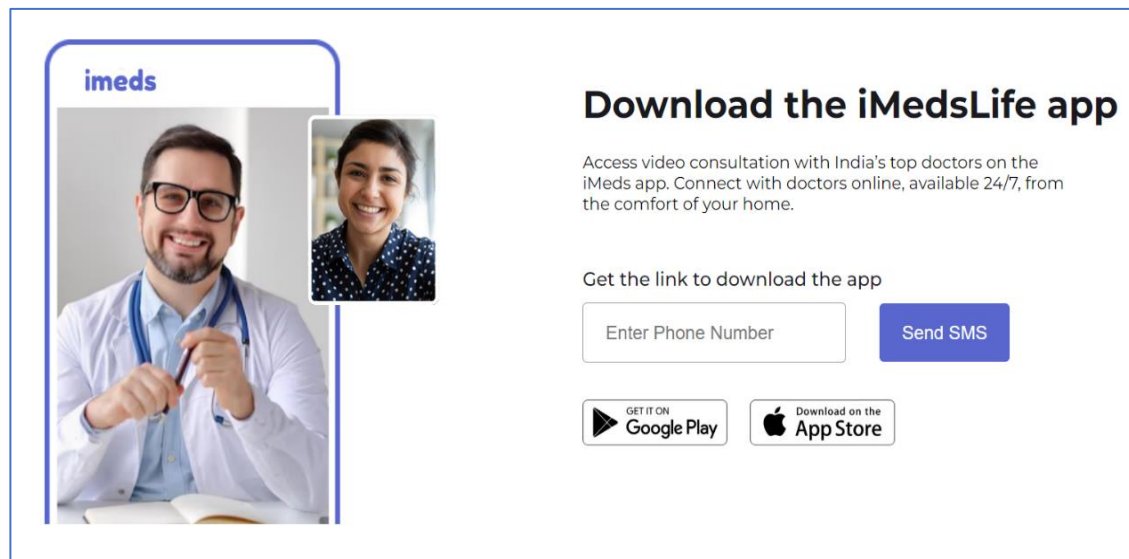 imeds
Download the iMedsLife app
Access video consultation with India's top doctors on the
iMeds app. Connect with doctors online, available 24/7, from
the comfort of your home.
Get the link to download the app
Enter Phone Number
Send SMS
GET IT ON
Google Play
Download on the
App Store